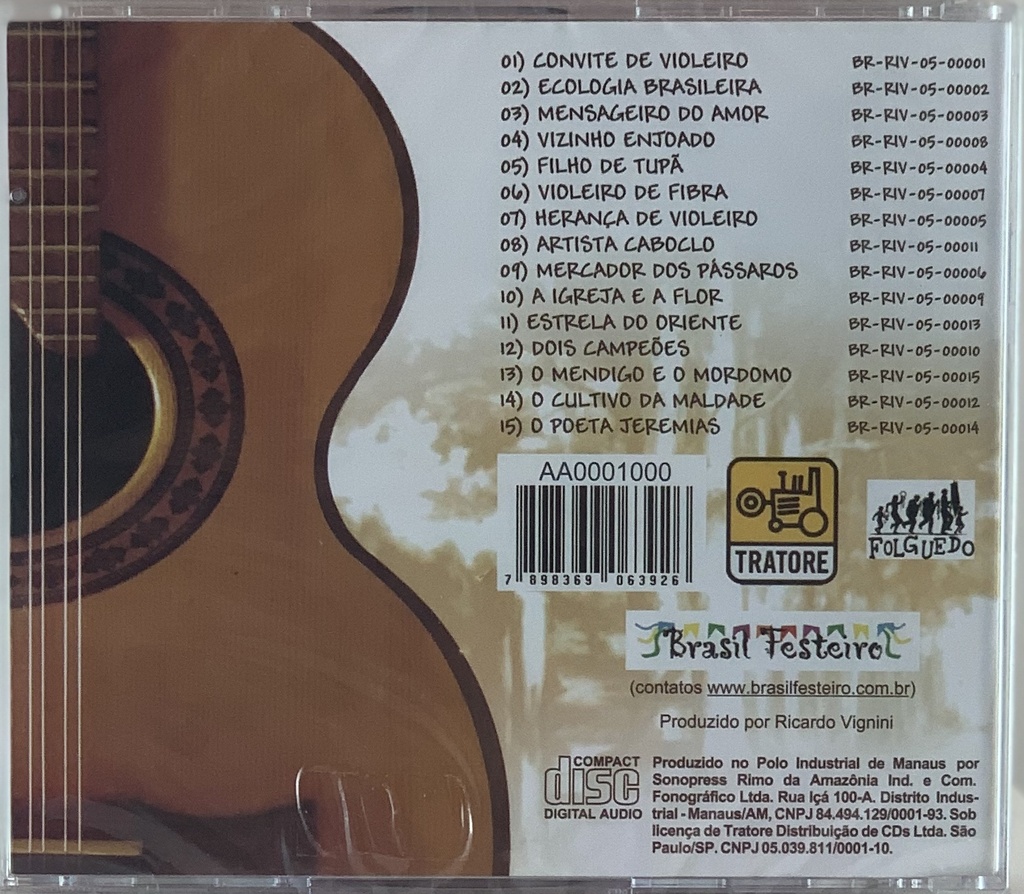 01) CONVITE DE VIOLEIRO BR-RIV-05-00001
02) ECOLOGIA BRASILEIRA BR-RIV-05-00002
03) MENSAGEIRO DO AMOR BR-RIV-05-00003
04) VIZINHO ENJOADO BR-RIV-05-00008
05) FILHO DE TUPÃ BR-RIV-05-00004
06) VIOLEIRO DE FIBRA BR-RIV-05-00007
07) HERANÇA DE VIOLEIRO BR-RIV-05-00005
08) ARTISTA CABOCLO BR-RIV-05-00011
09) MERCADOR DOS PÁSSAROS BR-RIV-05-00006
10) A IGREJA E A FLOR BR-RIV-05-00009
11) ESTRELA DO ORIENTE BR-RIV-05-00013
12) DOIS CAMPEÕES BR-RIV-05-00010
13) O MENDIGO E O MORDOMO BR-RIV-05-00015
14) O CULTIVO DA MALDADE BR-RIV-05-00012
15) O POETA JEREMIAS BR-RIV-05-00014
AA0001000
7 898369 063926
TRATORE
FOLGUEDO
Brasil Festeiro
(contatos www.brasilfesteiro.com.br)
Produzido por Ricardo Vignini
COMPACT
disc
DIGITAL AUDIO
Produzido no Polo Industrial de Manaus por
Sonopress Rimo da Amazônia Ind. e Com.
Fonográfico Ltda. Rua Içá 100-A. Distrito Indus-
trial - Manaus/AM, CNPJ 84.494.129/0001-93. Sob
licença de Tratore Distribuição de CDs Ltda. São
Paulo/SP. CNPJ 05.039.811/0001-10.